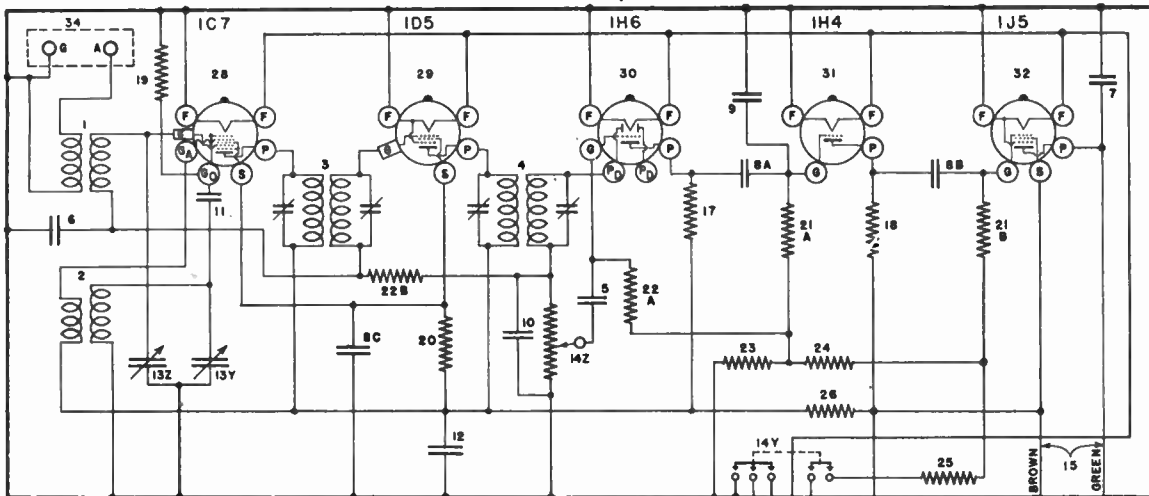 1C7 1D5 1H6 1H4 1J5
34
G A
19 28 29 30 9 31 32 7
F F F F F F F F F F
1
G P G P G P 8A G P 8B G P
GA
GO S S PD PD S
3 4
6 11 17 21 A 18 21 B
2
22B 5 22 A
8C 20 10 14Z 23 24
13Z 13Y
26
12
14Y 25 BROWN 15 GREEN